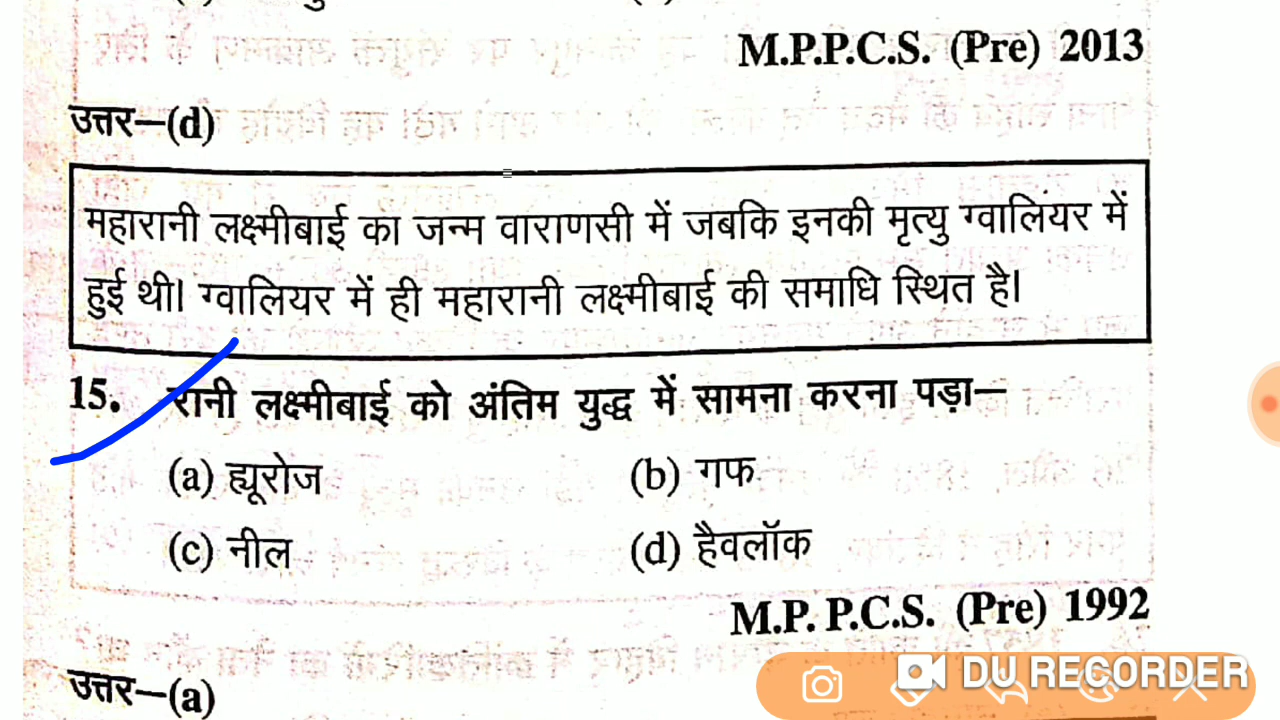 M.P.P.C.S. (Pre) 2013
उत्तर–(d)
महारानी लक्ष्मीबाई का जन्म वाराणसी में जबकि इनकी मृत्यु ग्वालियर में
हुई थी। ग्वालियर में ही महारानी लक्ष्मीबाई की समाधि स्थित है।
15. रानी लक्ष्मीबाई को अंतिम युद्ध में सामना करना पड़ा–
(a) ह्यूरोज (b) गफ
(c) नील (d) हैवलॉक
M.P. P.C.S. (Pre) 1992
उत्तर–(a)
DU RECORDER